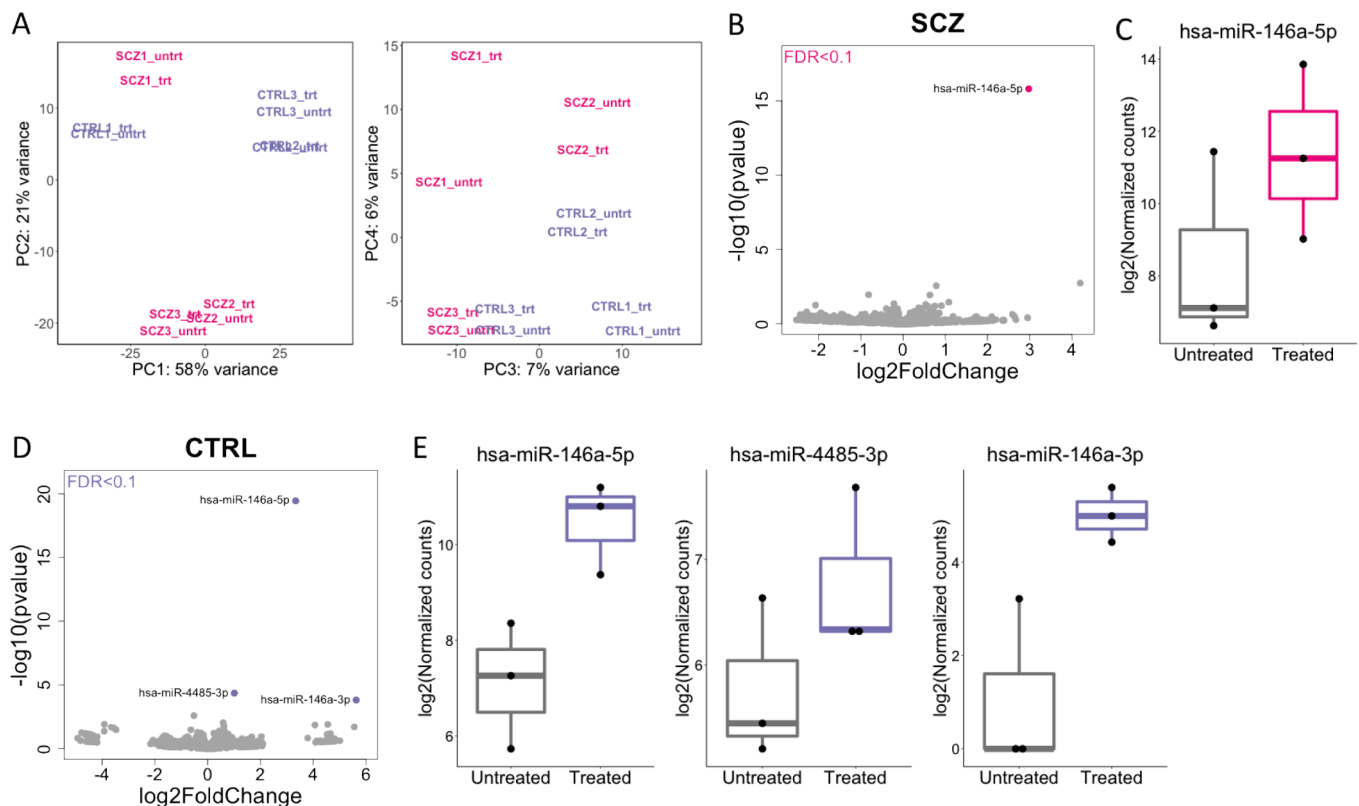 A
SCZ1_untrt
SCZ1_trt
CTRL3_trt
CTRL3_untrt
CTRL1_trt
CTRL1_untrt
CTRL2_trt
CTRL2_untrt
SCZ2_trt
SCZ3_trt
SCZ2_untrt
SCZ3_untrt
10
0
-10
-20
-25
0
25
PC2: 21% variance
PC1: 58% variance
SCZ1_trt
SCZ2_untrt
SCZ2_trt
SCZ1_untrt
CTRL2_untrt
CTRL2_trt
SCZ3_trt
CTRL3_trt
CTRL1_trt
SCZ3_untrt
CTRL3_untrt
CTRL1_untrt
15
10
5
0
-5
-10
0
10
PC4: 6% variance
PC3: 7% variance
B
SCZ
FDR<0.1
hsa-miR-146a-5p
15
10
5
0
-2
-1
0
1
2
3
4
-log10(pvalue)
log2FoldChange
C
hsa-miR-146a-5p
14
12
10
8
log2(Normalized counts)
Untreated
Treated
D
CTRL
FDR<0.1
hsa-miR-146a-5p
hsa-miR-4485-3p
hsa-miR-146a-3p
20
15
10
5
0
-4
-2
0
2
4
6
-log10(pvalue)
log2FoldChange
E
hsa-miR-146a-5p
10
8
6
log2(Normalized counts)
Untreated
Treated
hsa-miR-4485-3p
7
6
log2(Normalized counts)
Untreated
Treated
hsa-miR-146a-3p
4
2
0
log2(Normalized counts)
Untreated
Treated